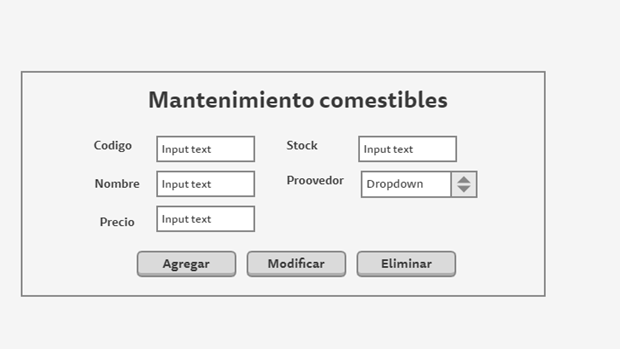 Mantenimiento comestibles
Codigo Input text Stock Input text
Nombre Input text Proovedor Dropdown
Precio Input text
Agregar Modificar Eliminar